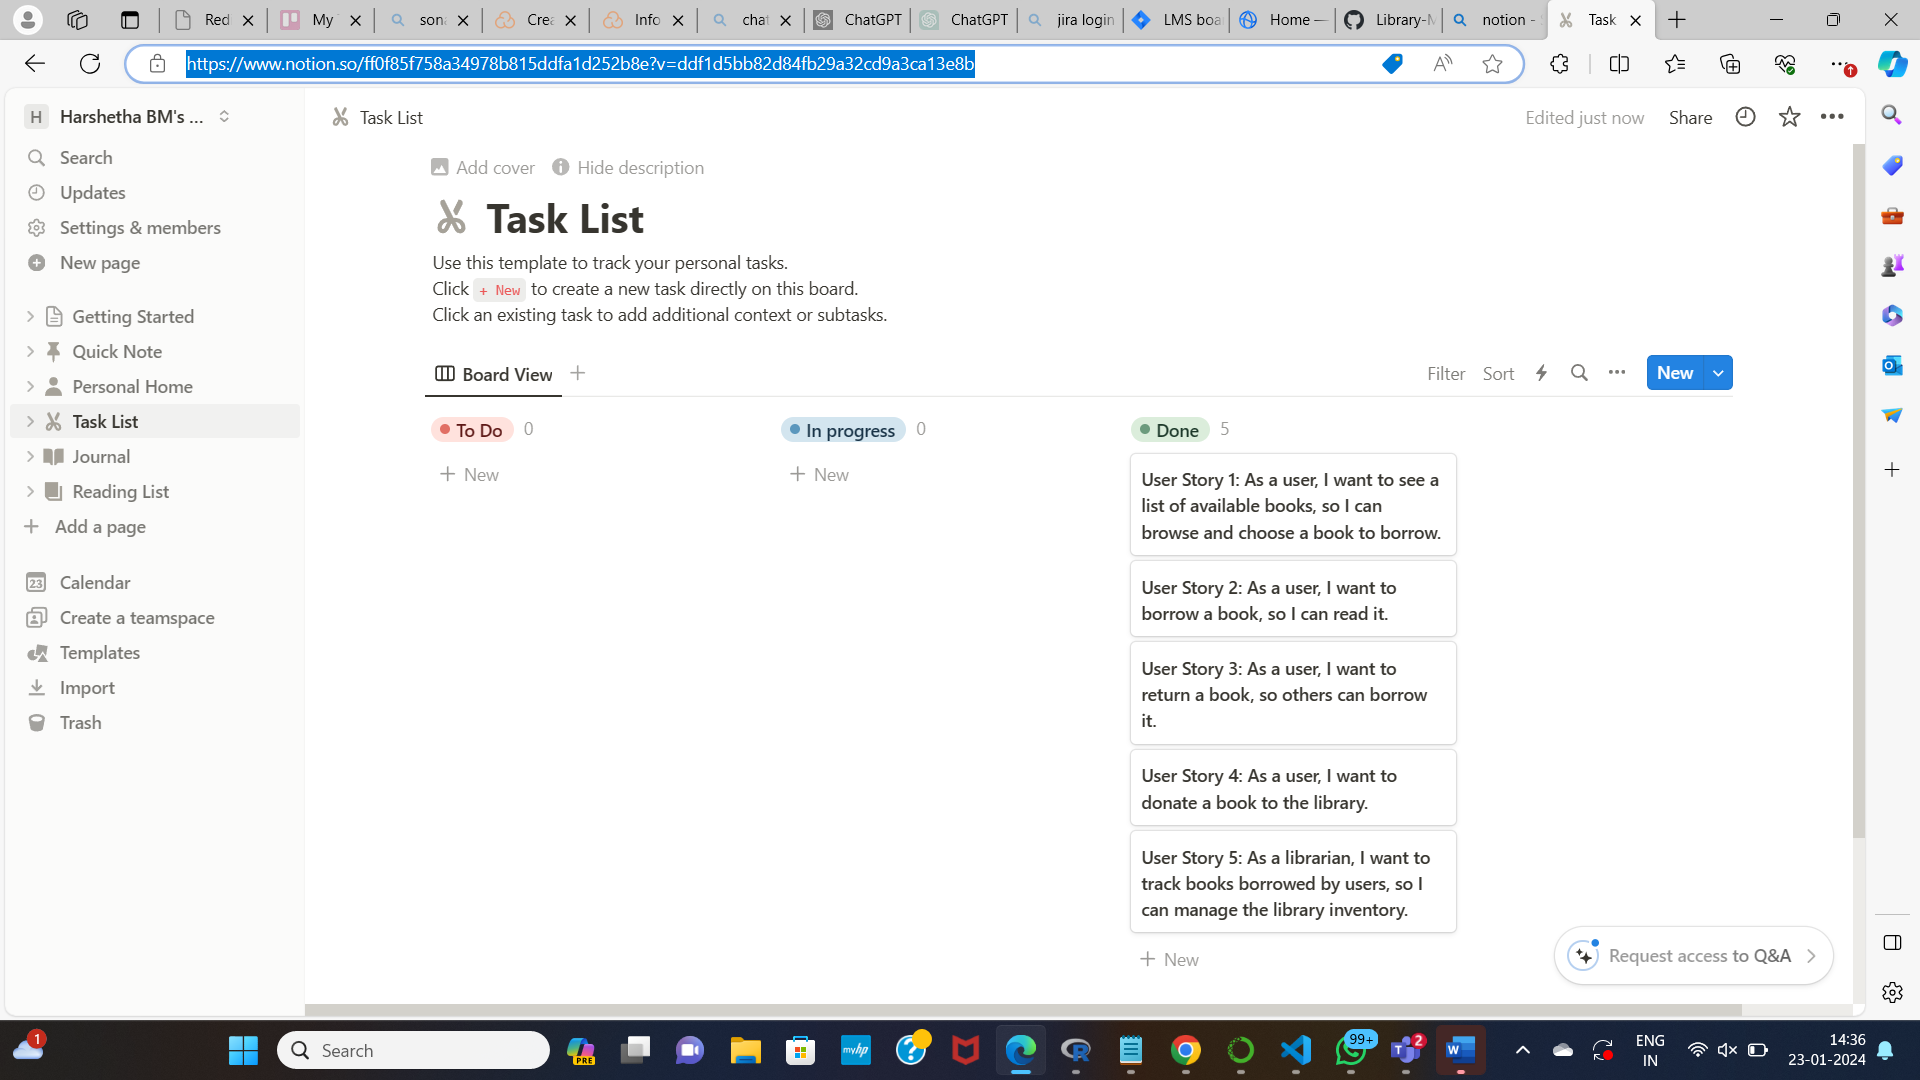 Red
My
sona
Crea
Info
chat
ChatGPT
ChatGPT
jira login
LMS boa
Home —
Library-M
notion -
Task
https://www.notion.so/ff0f85f758a34978b815ddfa1d252b8e?v=ddf1d5bb82d84fb29a32cd9a3ca13e8b
H Harshetha BM's ...
Task List
Edited just now
Share
Search
Updates
Settings & members
New page
Getting Started
Quick Note
Personal Home
Task List
Journal
Reading List
Add a page
23 Calendar
Create a teamspace
Templates
Import
Trash
Add cover
Hide description
Task List
Use this template to track your personal tasks.
Click + New to create a new task directly on this board.
Click an existing task to add additional context or subtasks.
Board View
Filter
Sort
New
To Do 0
+ New
In progress 0
+ New
Done 5
User Story 1: As a user, I want to see a
list of available books, so I can
browse and choose a book to borrow.
User Story 2: As a user, I want to
borrow a book, so I can read it.
User Story 3: As a user, I want to
return a book, so others can borrow
it.
User Story 4: As a user, I want to
donate a book to the library.
User Story 5: As a librarian, I want to
track books borrowed by users, so I
can manage the library inventory.
+ New
Request access to Q&A
1
Search
PRE
myhp
99+
2
ENG
IN
14:36
23-01-2024